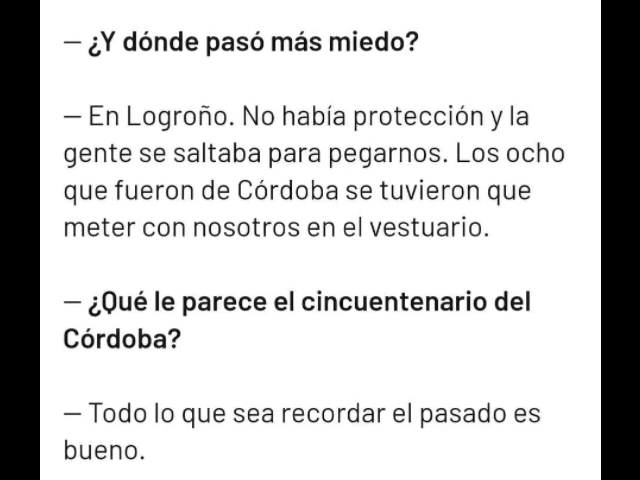 — ¿Y dónde pasó más miedo?
— En Logroño. No había protección y la
gente se saltaba para pegarnos. Los ocho
que fueron de Córdoba se tuvieron que
meter con nosotros en el vestuario.
— ¿Qué le parece el cincuentenario del
Córdoba?
— Todo lo que sea recordar el pasado es
bueno.